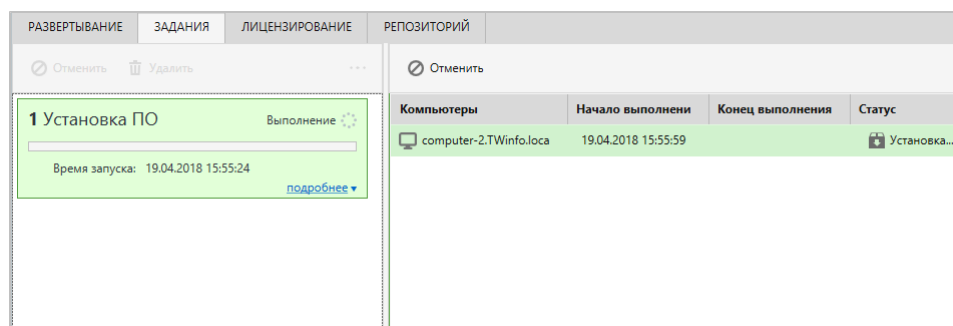 РАЗВЕРТЫВАНИЕ ЗАДАНИЯ ЛИЦЕНЗИРОВАНИЕ РЕПОЗИТОРИЙ
Отменить Удалить ... Отменить
1 Установка ПО Выполнение
Время запуска: 19.04.2018 15:55:24
подробнее
Компьютеры Начало выполнени Конец выполнения Статус
computer-2.TWinfo.loca 19.04.2018 15:55:59 Установка...